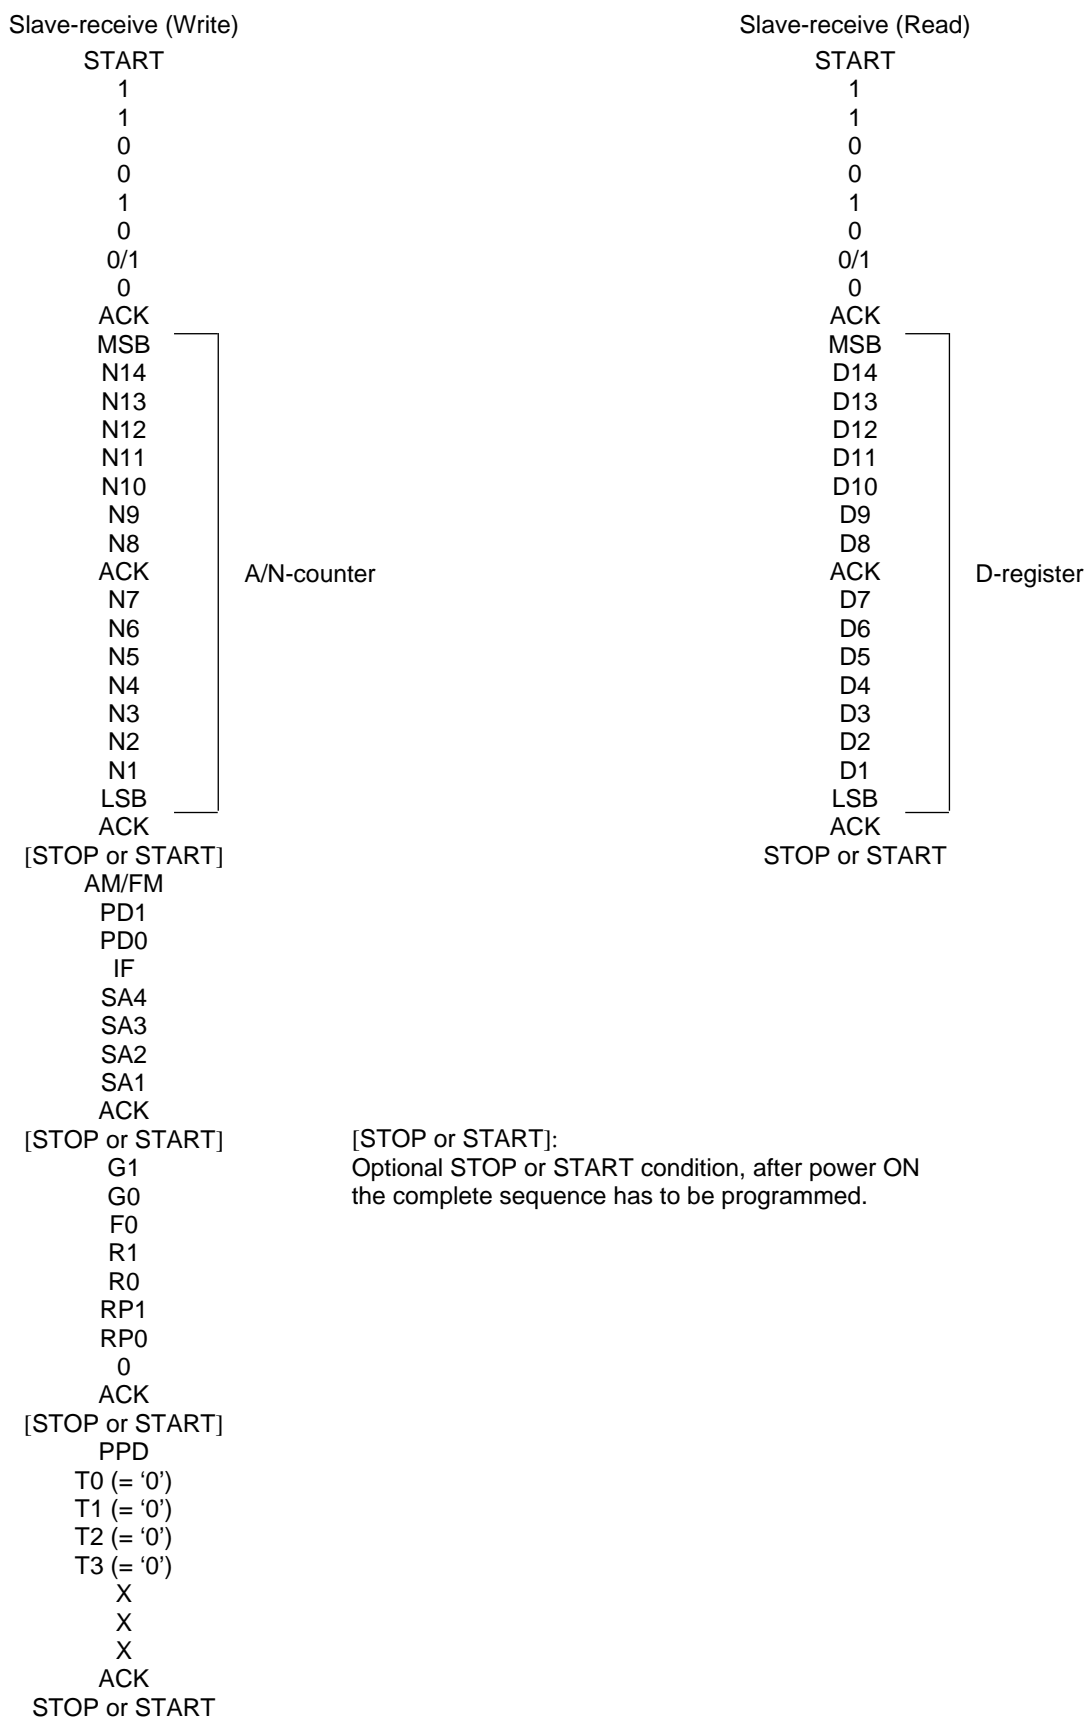 Slave-receive (Write)
START
1
1
0
0
1
0
0/1
0
ACK
MSB
N14
N13
N12
N11
N10
N9
N8
ACK
N7
N6
N5
N4
N3
N2
N1
LSB
ACK
A/N-counter
[STOP or START]
AM/FM
PD1
PD0
IF
SA4
SA3
SA2
SA1
ACK
[STOP or START]
G1
G0
F0
R1
R0
RP1
RP0
0
ACK
[STOP or START]
PPD
T0 (= ‘0’)
T1 (= ‘0’)
T2 (= ‘0’)
T3 (= ‘0’)
X
X
X
ACK
STOP or START
Slave-receive (Read)
START
1
1
0
0
1
0
0/1
0
ACK
MSB
D14
D13
D12
D11
D10
D9
D8
ACK
D7
D6
D5
D4
D3
D2
D1
LSB
ACK
D-register
STOP or START
[STOP or START]:
Optional STOP or START condition, after power ON
the complete sequence has to be programmed.